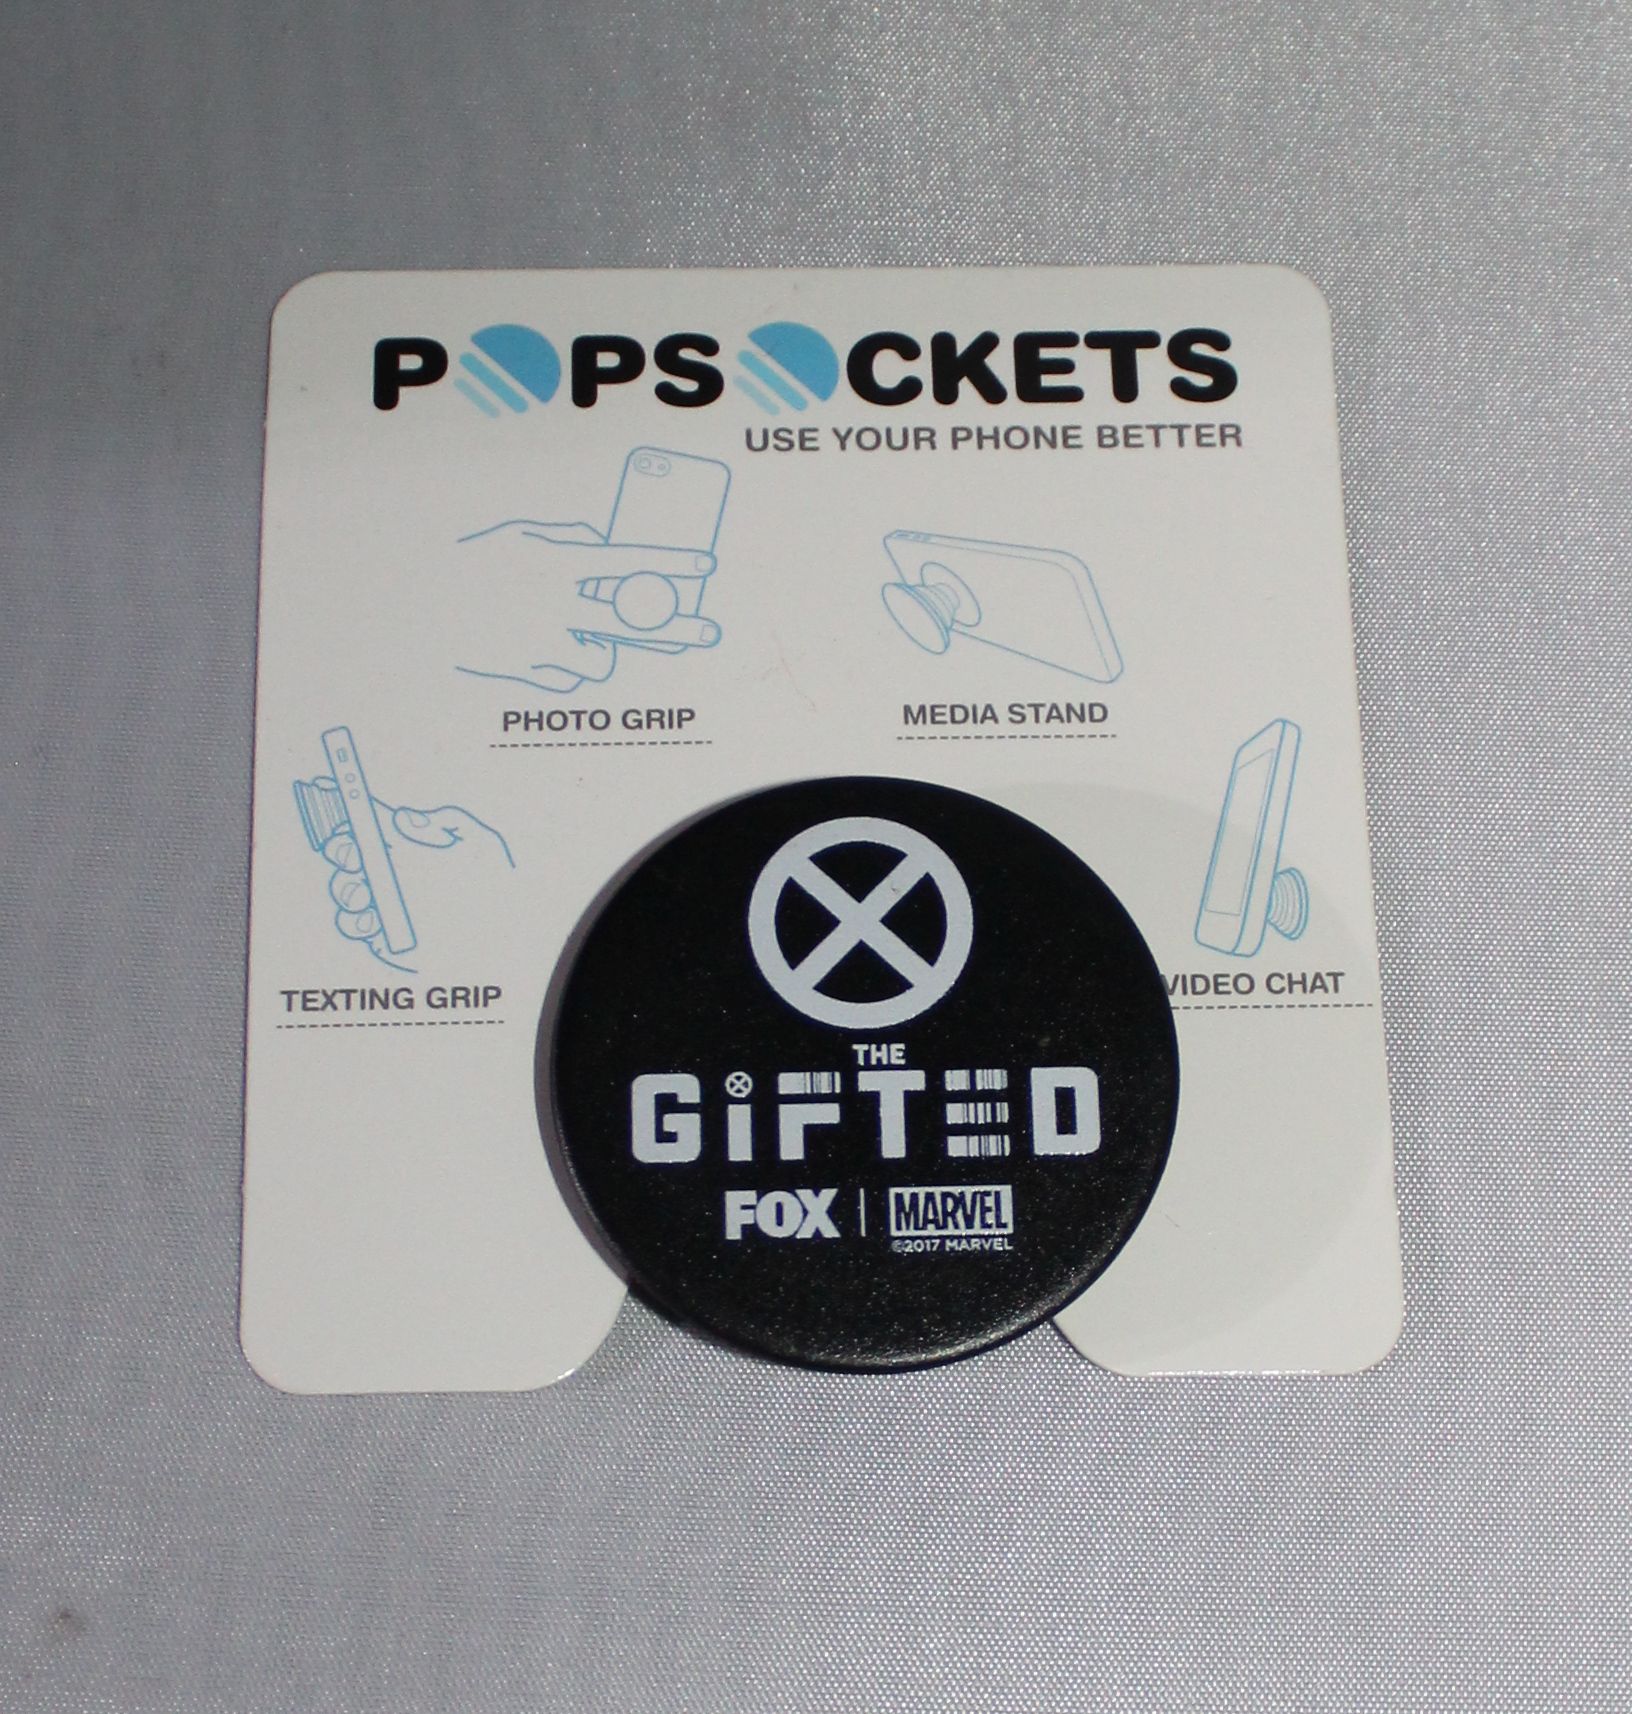 POPSOCKETS
USE YOUR PHONE BETTER
PHOTO GRIP
MEDIA STAND
TEXTING GRIP
VIDEO CHAT
THE
GiFTED
FOX | MARVEL
©2017 MARVEL